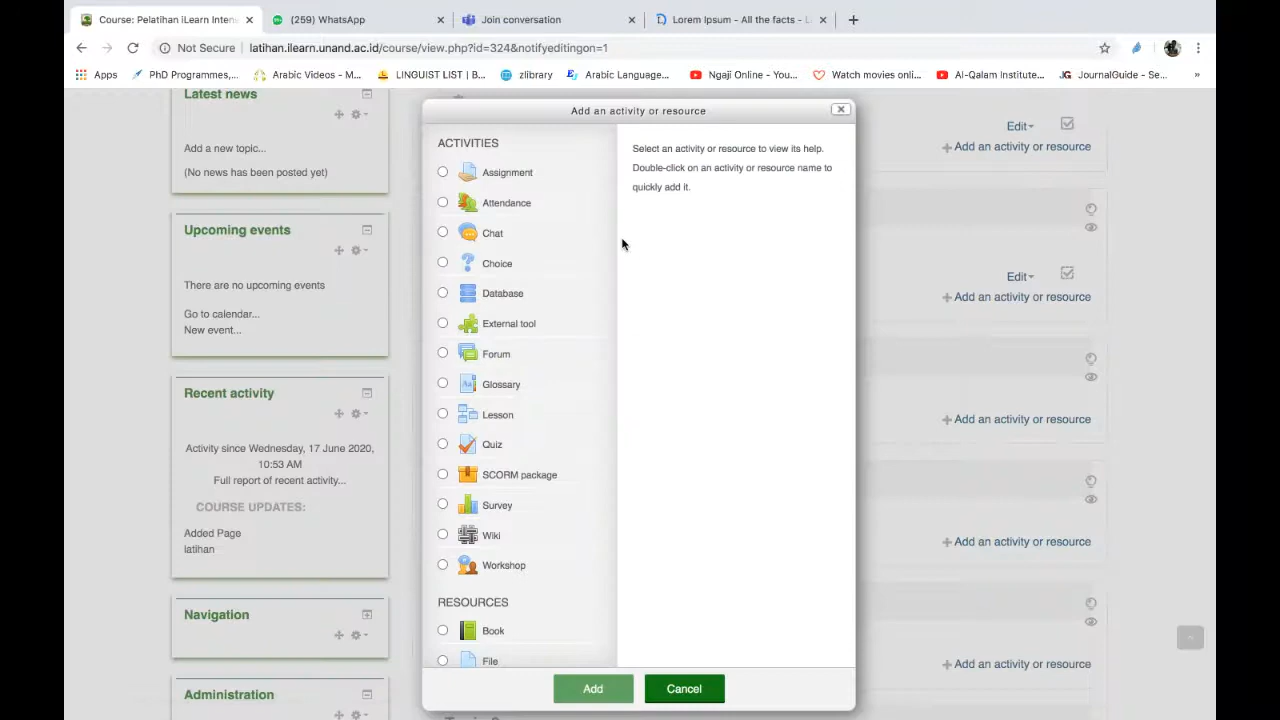 Course: Pelatihan iLearn Inten
(259) WhatsApp
Join conversation
Lorem Ipsum - All the facts - L
Not Secure
latihan.ilearn.unand.ac.id/course/view.php?id=324&notifyeditingon=1
Apps
PhD Programmes,...
Arabic Videos - M...
LINGUIST LIST | B...
zlibrary
Arabic Language...
Ngaji Online - You...
Watch movies onli...
Al-Qalam Institute...
JournalGuide - Se...
»
Latest news
Add a new topic...
(No news has been posted yet)
Upcoming events
There are no upcoming events
Go to calendar...
New event...
Recent activity
Activity since Wednesday, 17 June 2020,
10:53 AM
Full report of recent activity...
COURSE UPDATES:
Added Page
latihan
Navigation
Administration
Add an activity or resource
ACTIVITIES
Assignment
Attendance
Chat
Choice
Database
External tool
Forum
Glossary
Lesson
Quiz
SCORM package
Survey
Wiki
Workshop
RESOURCES
Book
File
Select an activity or resource to view its help.
Double-click on an activity or resource name to
quickly add it.
Add
Cancel
Edit
Add an activity or resource
Edit
Add an activity or resource
Add an activity or resource
Add an activity or resource
Add an activity or resource